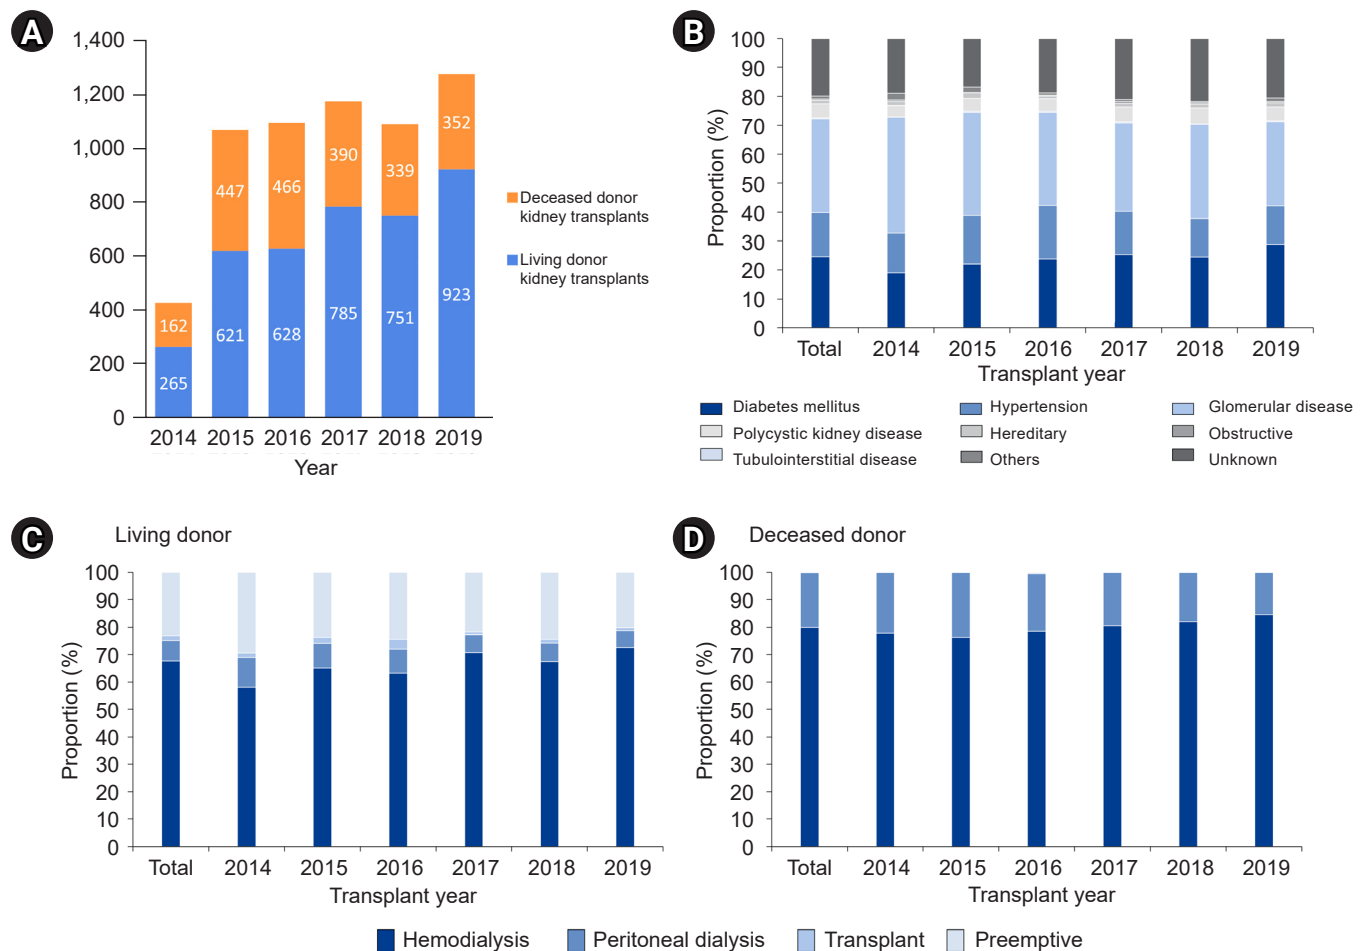 A
1,400
1,200
1,000
800
600
400
200
0
447
466
390
339
352
162
621
628
785
751
923
265
2014 2015 2016 2017 2018 2019
Year
Deceased donor
kidney transplants
Living donor
kidney transplants
B
Proportion (%)
100
90
80
70
60
50
40
30
20
10
0
Total 2014 2015 2016 2017 2018 2019
Transplant year
Diabetes mellitus Hypertension Glomerular disease
Polycystic kidney disease Hereditary Obstructive
Tubulointerstitial disease Others Unknown
C Living donor
Proportion (%)
100
90
80
70
60
50
40
30
20
10
0
Total 2014 2015 2016 2017 2018 2019
Transplant year
D Deceased donor
Proportion (%)
100
90
80
70
60
50
40
30
20
10
0
Total 2014 2015 2016 2017 2018 2019
Transplant year
Hemodialysis Peritoneal dialysis Transplant Preemptive